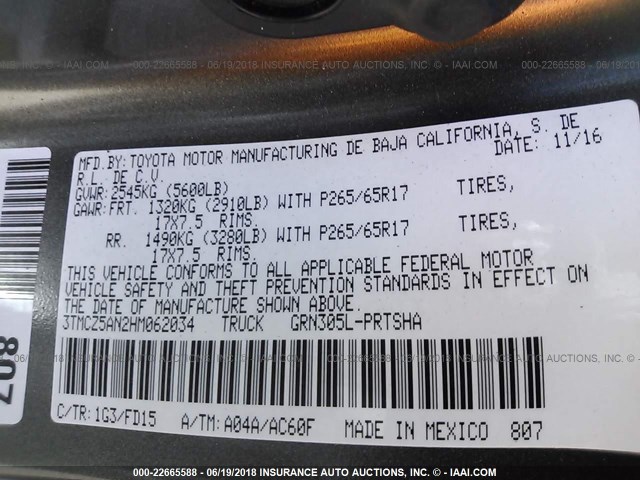 000-22665588 - 06/19/2018 INSURANCE AUTO AUCTIONS, INC. - © - IAAI.COM
MFD.BY:TOYOTA MOTOR MANUFACTURING DE BAJA CALIFORNIA, S. DE
R.L. DE C.V. DATE: 11/16
GVWR:2545KG (5600LB)
GAWR:FRT. 1320KG (2910LB) WITH P265/65R17 TIRES,
17X7.5 RIMS.
RR. 1490KG (3280LB) WITH P265/65R17 TIRES,
17X7.5 RIMS.
THIS VEHICLE CONFORMS TO ALL APPLICABLE FEDERAL MOTOR
VEHICLE SAFETY AND THEFT PREVENTION STANDARDS IN EFFECT ON
THE DATE OF MANUFACTURE SHOWN ABOVE.
3TMCZ5AN2HM062034 TRUCK GRN305L-PRTSHA
C/TR:1G3/FD15 A/TM:A04A/AC60F MADE IN MEXICO 807
807
000-22665588 - 06/19/2018 INSURANCE AUTO AUCTIONS, INC. - © - IAAI.COM